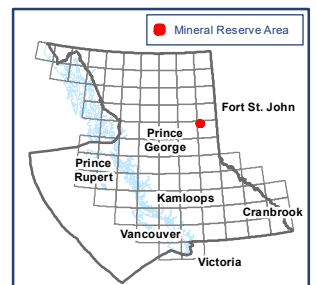 Mineral Reserve Area
Fort St. John
Prince
George
Prince
Rupert
Kamloops
Cranbrook
Vancouver
Victoria